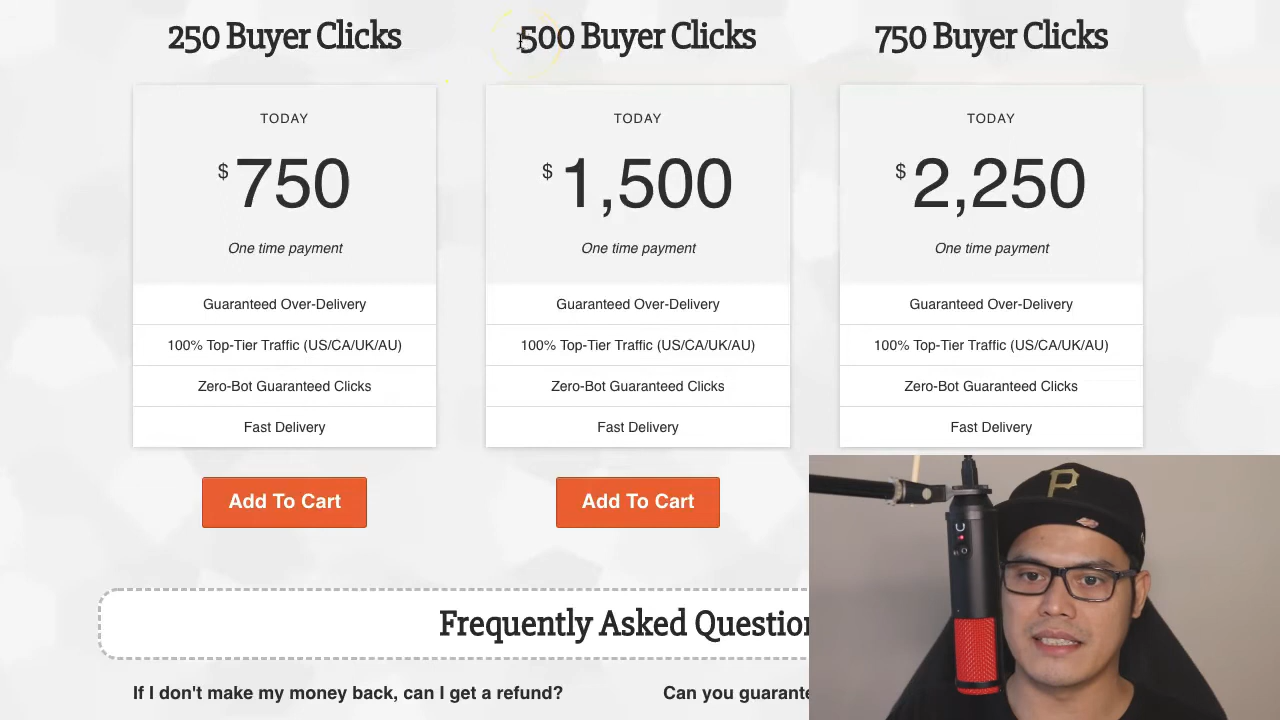 250 Buyer Clicks
TODAY
$750
One time payment
Guaranteed Over-Delivery
100% Top-Tier Traffic (US/CA/UK/AU)
Zero-Bot Guaranteed Clicks
Fast Delivery
Add To Cart
500 Buyer Clicks
TODAY
$1,500
One time payment
Guaranteed Over-Delivery
100% Top-Tier Traffic (US/CA/UK/AU)
Zero-Bot Guaranteed Clicks
Fast Delivery
Add To Cart
750 Buyer Clicks
TODAY
$2,250
One time payment
Guaranteed Over-Delivery
100% Top-Tier Traffic (US/CA/UK/AU)
Zero-Bot Guaranteed Clicks
Fast Delivery
Frequently Asked Question
If I don't make my money back, can I get a refund?
Can you guarante
P